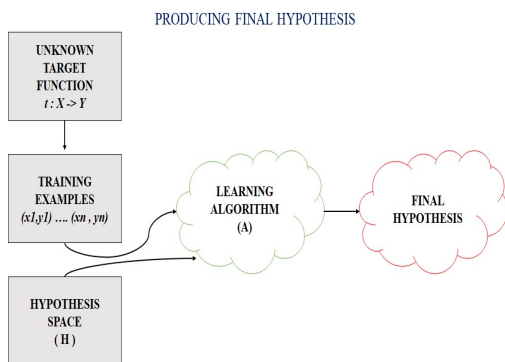 PRODUCING FINAL HYPOTHESIS
UNKNOWN
TARGET
FUNCTION
t : X -> Y
TRAINING
EXAMPLES
(x1,y1) .... (xn , yn)
HYPOTHESIS
SPACE
( H )
LEARNING
ALGORITHM
(A)
FINAL
HYPOTHESIS